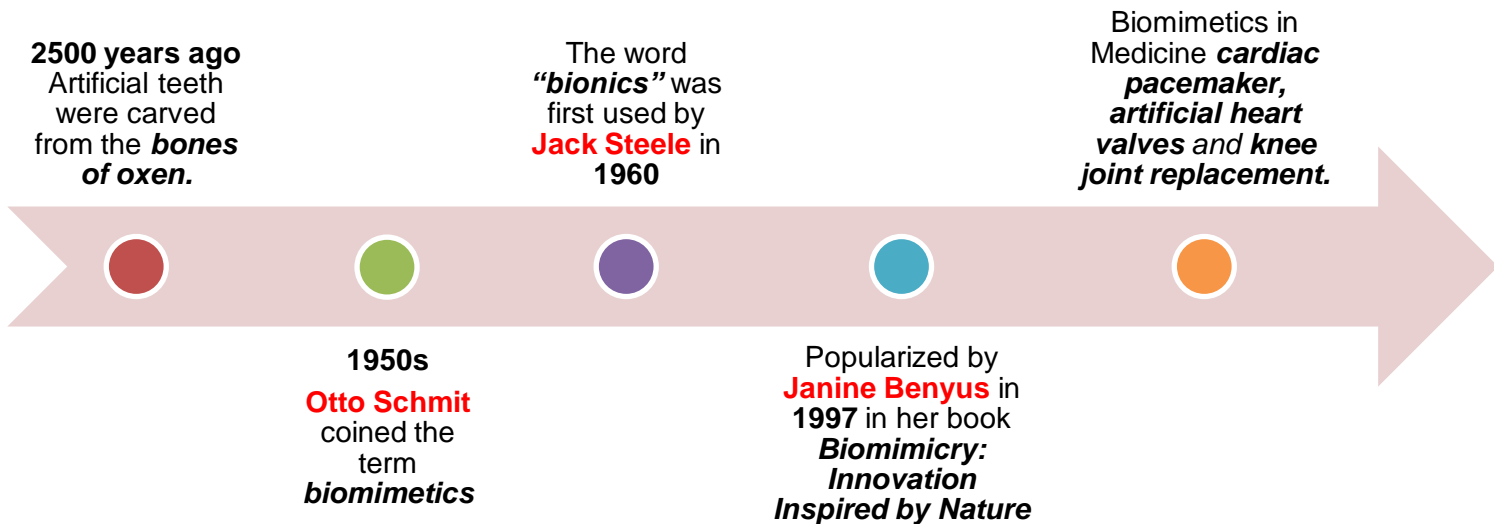 2500 years ago
Artificial teeth
were carved
from the bones
of oxen.
1950s
Otto Schmit
coined the
term
biomimetics
The word
“bionics” was
first used by
Jack Steele in
1960
Popularized by
Janine Benyus in
1997 in her book
Biomimicry:
Innovation
Inspired by Nature
Biomimetics in
Medicine cardiac
pacemaker,
artificial heart
valves and knee
joint replacement.